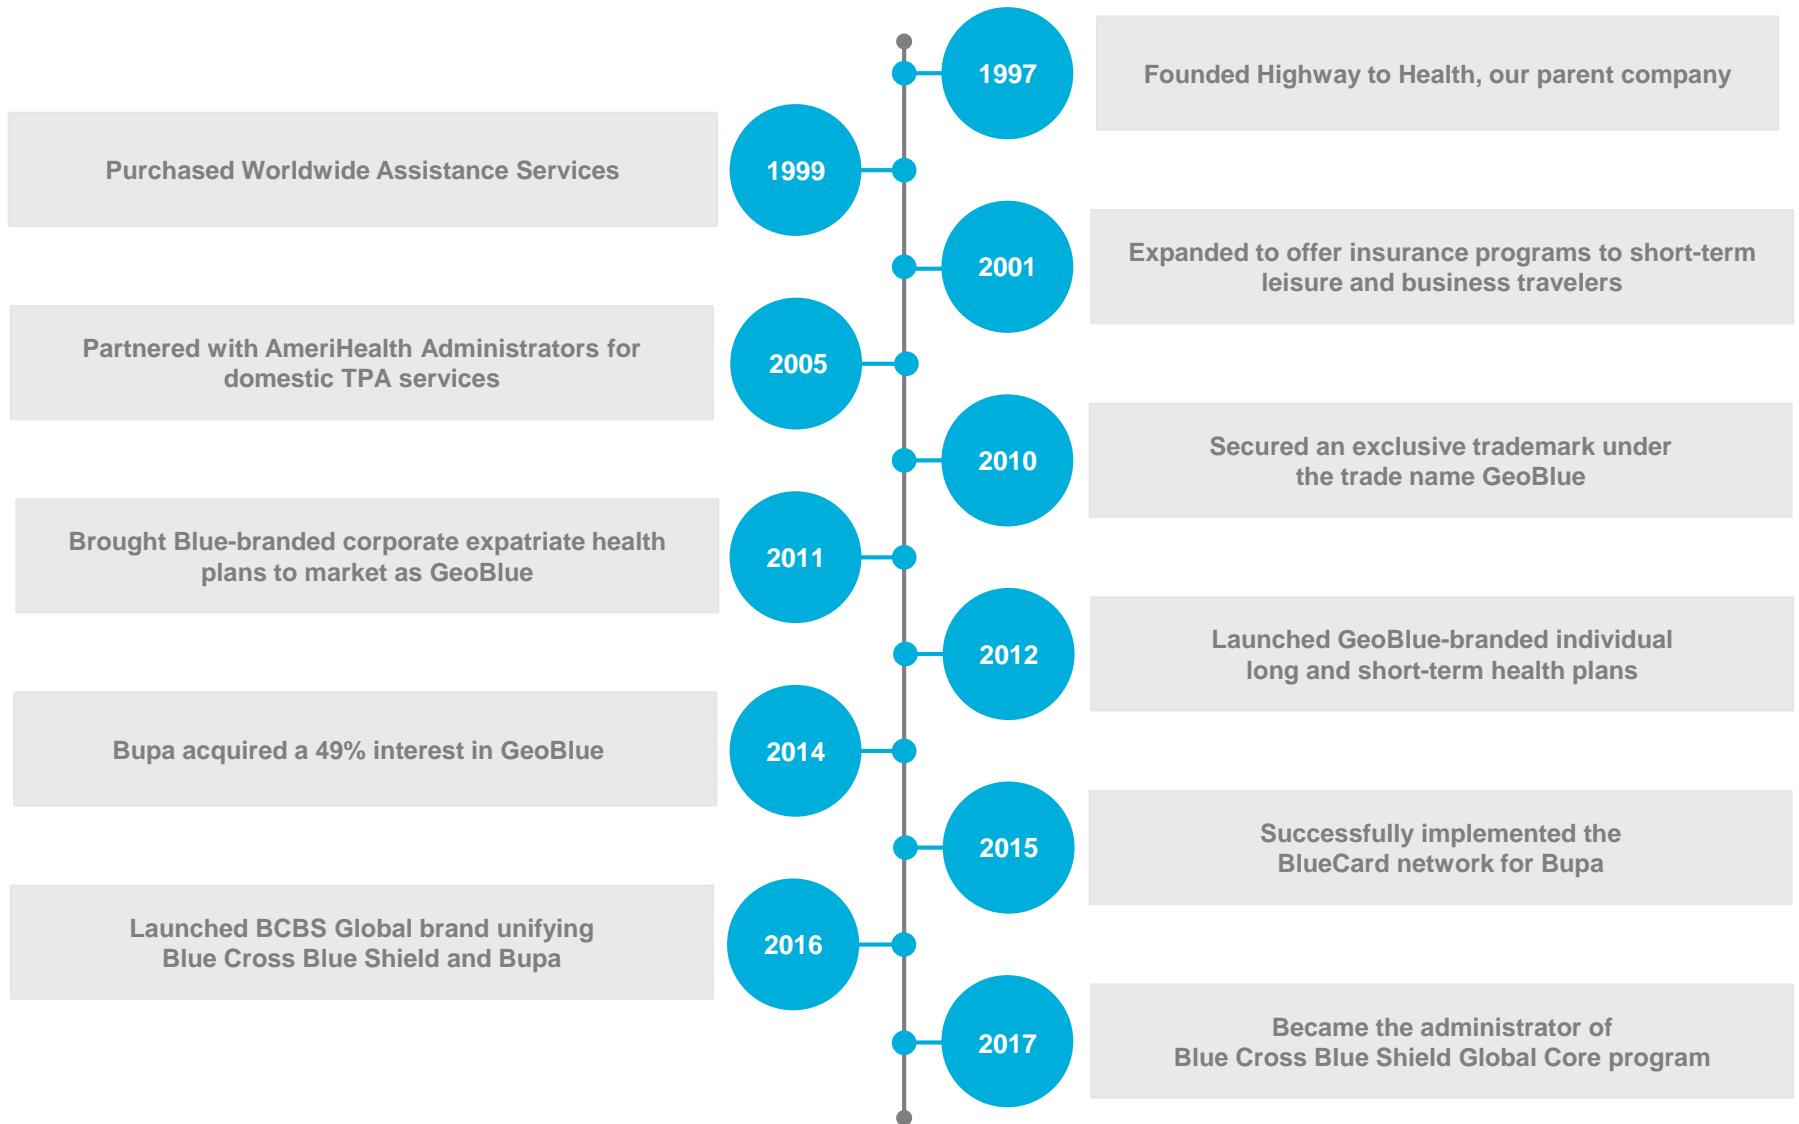 1997
Founded Highway to Health, our parent company
1999
Purchased Worldwide Assistance Services
2001
Expanded to offer insurance programs to short-term
leisure and business travelers
2005
Partnered with AmeriHealth Administrators for
domestic TPA services
2010
Secured an exclusive trademark under
the trade name GeoBlue
2011
Brought Blue-branded corporate expatriate health
plans to market as GeoBlue
2012
Launched GeoBlue-branded individual
long and short-term health plans
2014
Bupa acquired a 49% interest in GeoBlue
2015
Successfully implemented the
BlueCard network for Bupa
2016
Launched BCBS Global brand unifying
Blue Cross Blue Shield and Bupa
2017
Became the administrator of
Blue Cross Blue Shield Global Core program